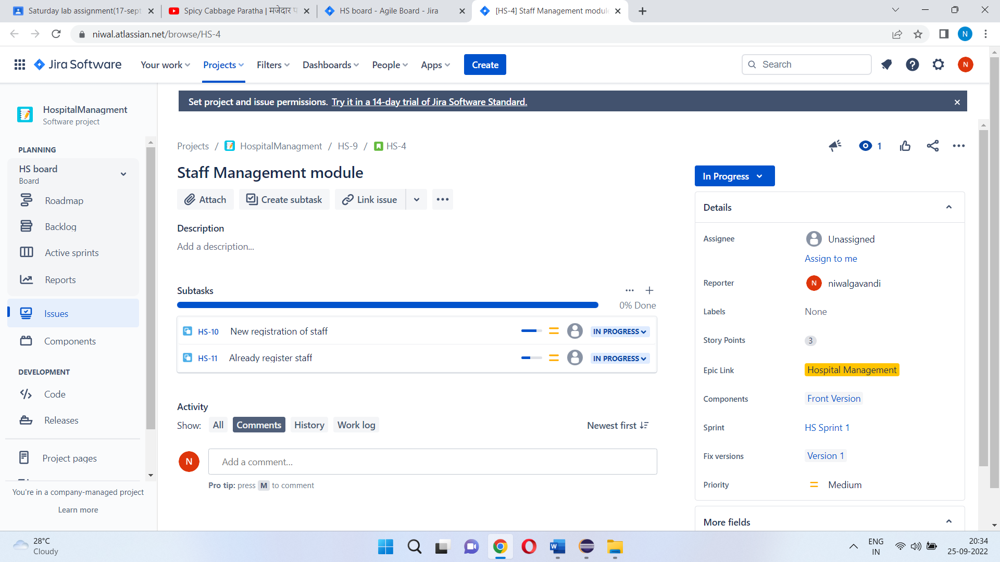 Saturday lab assignment(17-sept
Spicy Cabbage Paratha | मजेदार
HS board - Agile Board - Jira
[HS-4] Staff Management module
niwal.atlassian.net/browse/HS-4
N
Jira Software
Your work
Projects
Filters
Dashboards
People
Apps
Create
Search
N
Set project and issue permissions. Try it in a 14-day trial of Jira Software Standard.
HospitalManagment
Software project
PLANNING
HS board
Board
Roadmap
Backlog
Active sprints
Reports
Issues
Components
DEVELOPMENT
Code
Releases
Project pages
You're in a company-managed project
Learn more
Projects / HospitalManagment / HS-9 / HS-4
1
Staff Management module
Attach
Create subtask
Link issue
Description
Add a description...
Subtasks
0% Done
HS-10 New registration of staff IN PROGRESS
HS-11 Already register staff IN PROGRESS
Activity
Show: All Comments History Work log Newest first
N
Add a comment...
Pro tip: press M to comment
In Progress
Details
Assignee Unassigned
Assign to me
Reporter N niwalgavandi
Labels None
Story Points 3
Epic Link Hospital Management
Components Front Version
Sprint HS Sprint 1
Fix versions Version 1
Priority Medium
More fields
28°C
Cloudy
W
ENG
IN
20:34
25-09-2022